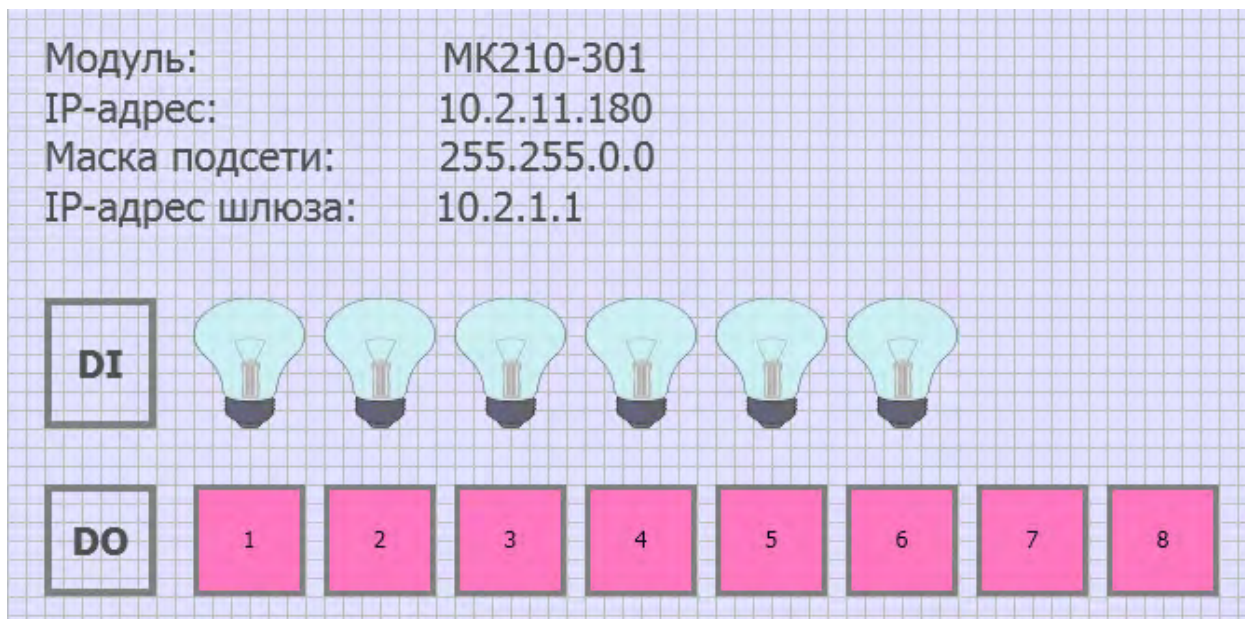 Модуль: МК210-301
IP-адрес: 10.2.11.180
Маска подсети: 255.255.0.0
IP-адрес шлюза: 10.2.1.1
DI
DO 1 2 3 4 5 6 7 8